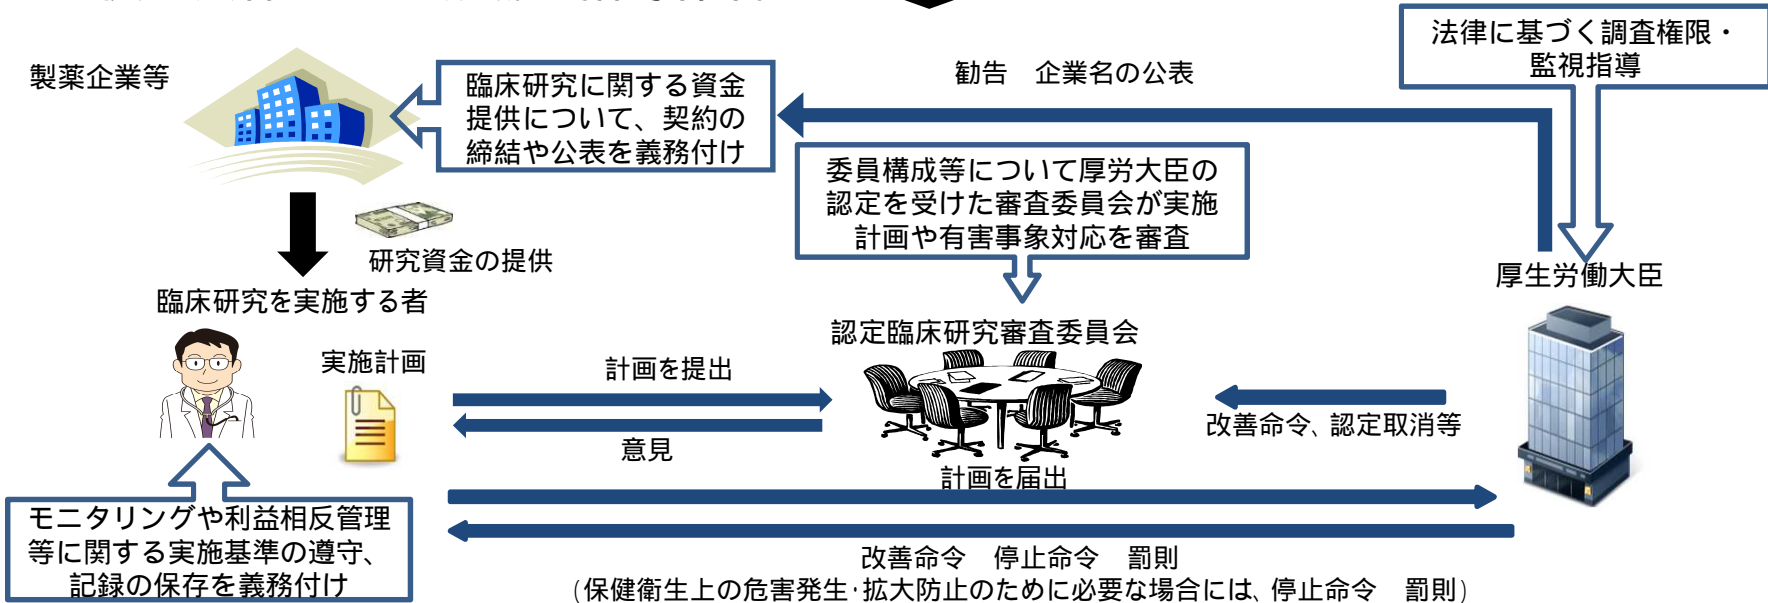 法律に基づく調査権限・
監視指導
製薬企業等
臨床研究に関する資金
提供について、契約の
締結や公表を義務付け
勧告　企業名の公表
委員構成等について厚労大臣の
認定を受けた審査委員会が実施
計画や有害事象対応を審査
研究資金の提供
厚生労働大臣
臨床研究を実施する者
認定臨床研究審査委員会
実施計画
計画を提出
意見
改善命令、認定取消等
計画を届出
モニタリングや利益相反管理
等に関する実施基準の遵守、
記録の保存を義務付け
改善命令　停止命令　罰則
(保健衛生上の危害発生･拡大防止のために必要な場合には、停止命令　罰則)